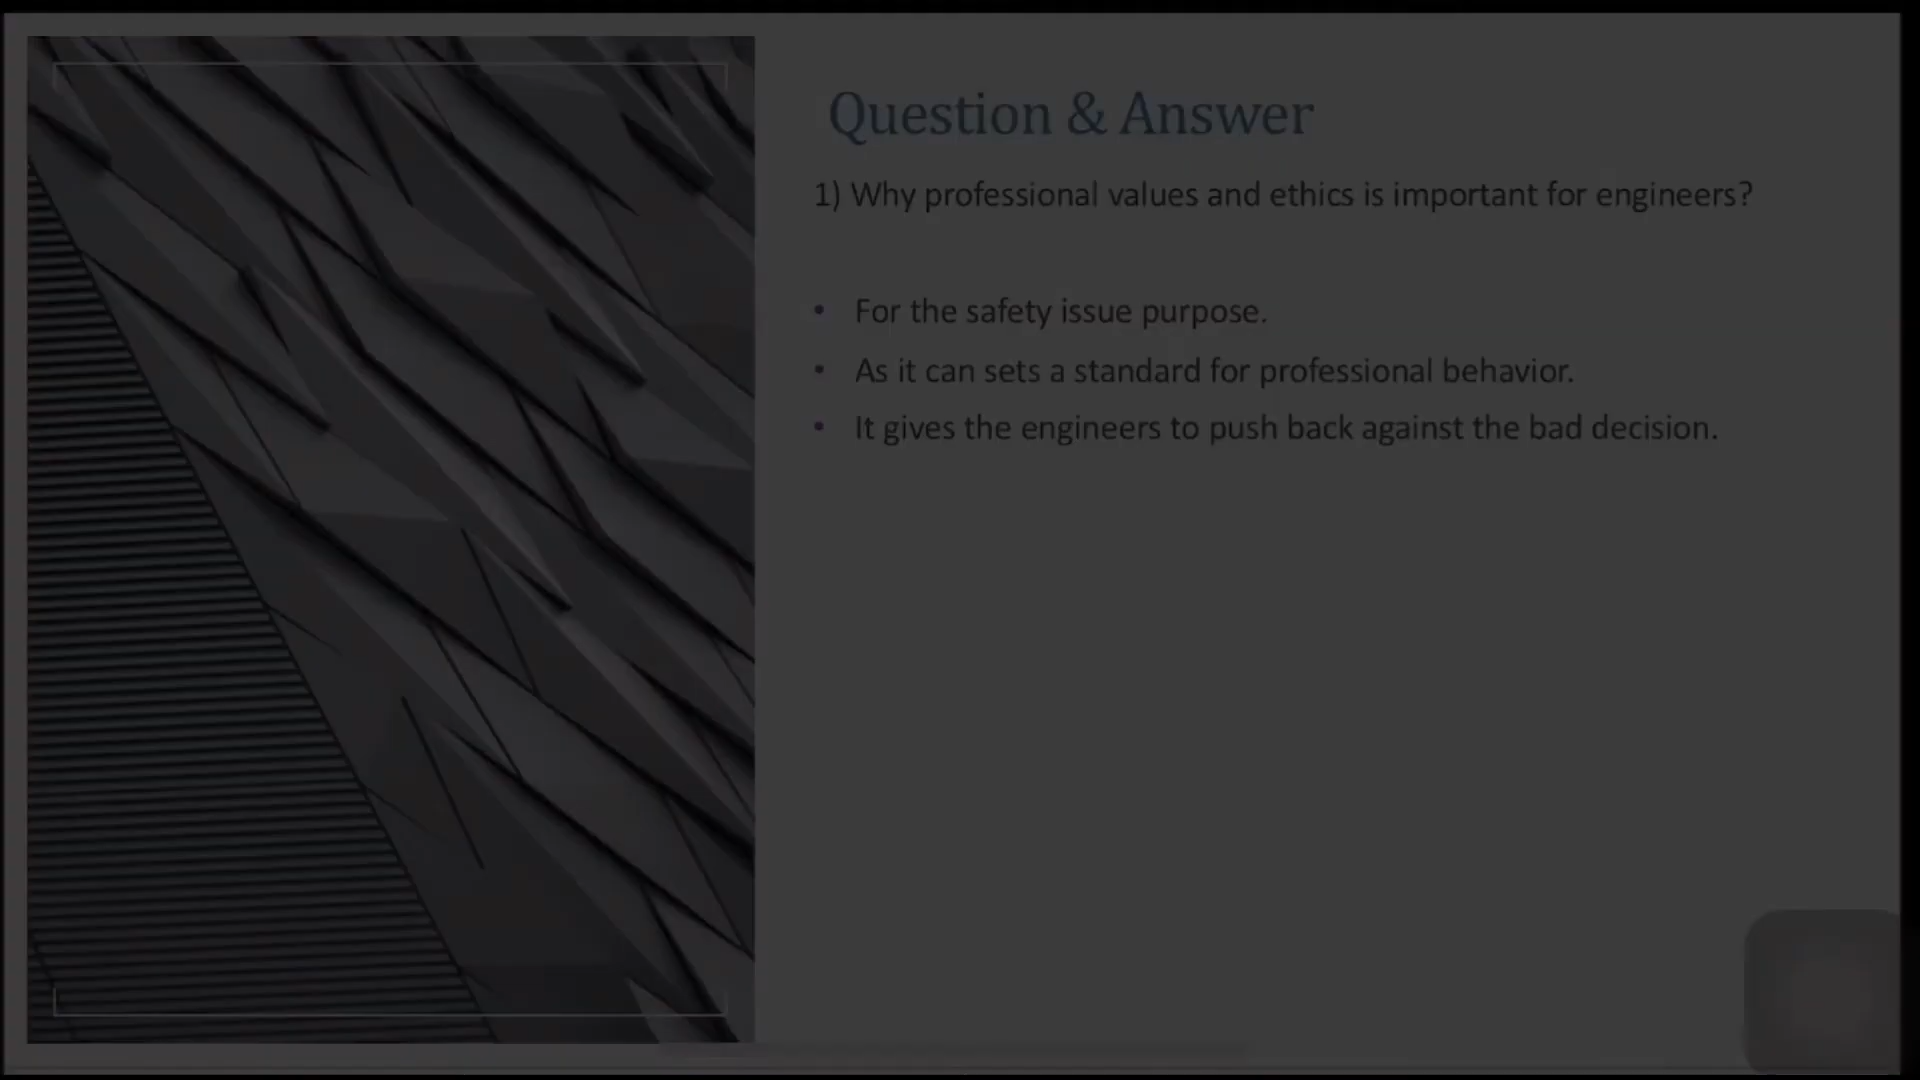 Question & Answer
1) Why professional values and ethics is important for engineers?
• For the safety issue purpose.
• As it can sets a standard for professional behavior.
• It gives the engineers to push back against the bad decision.